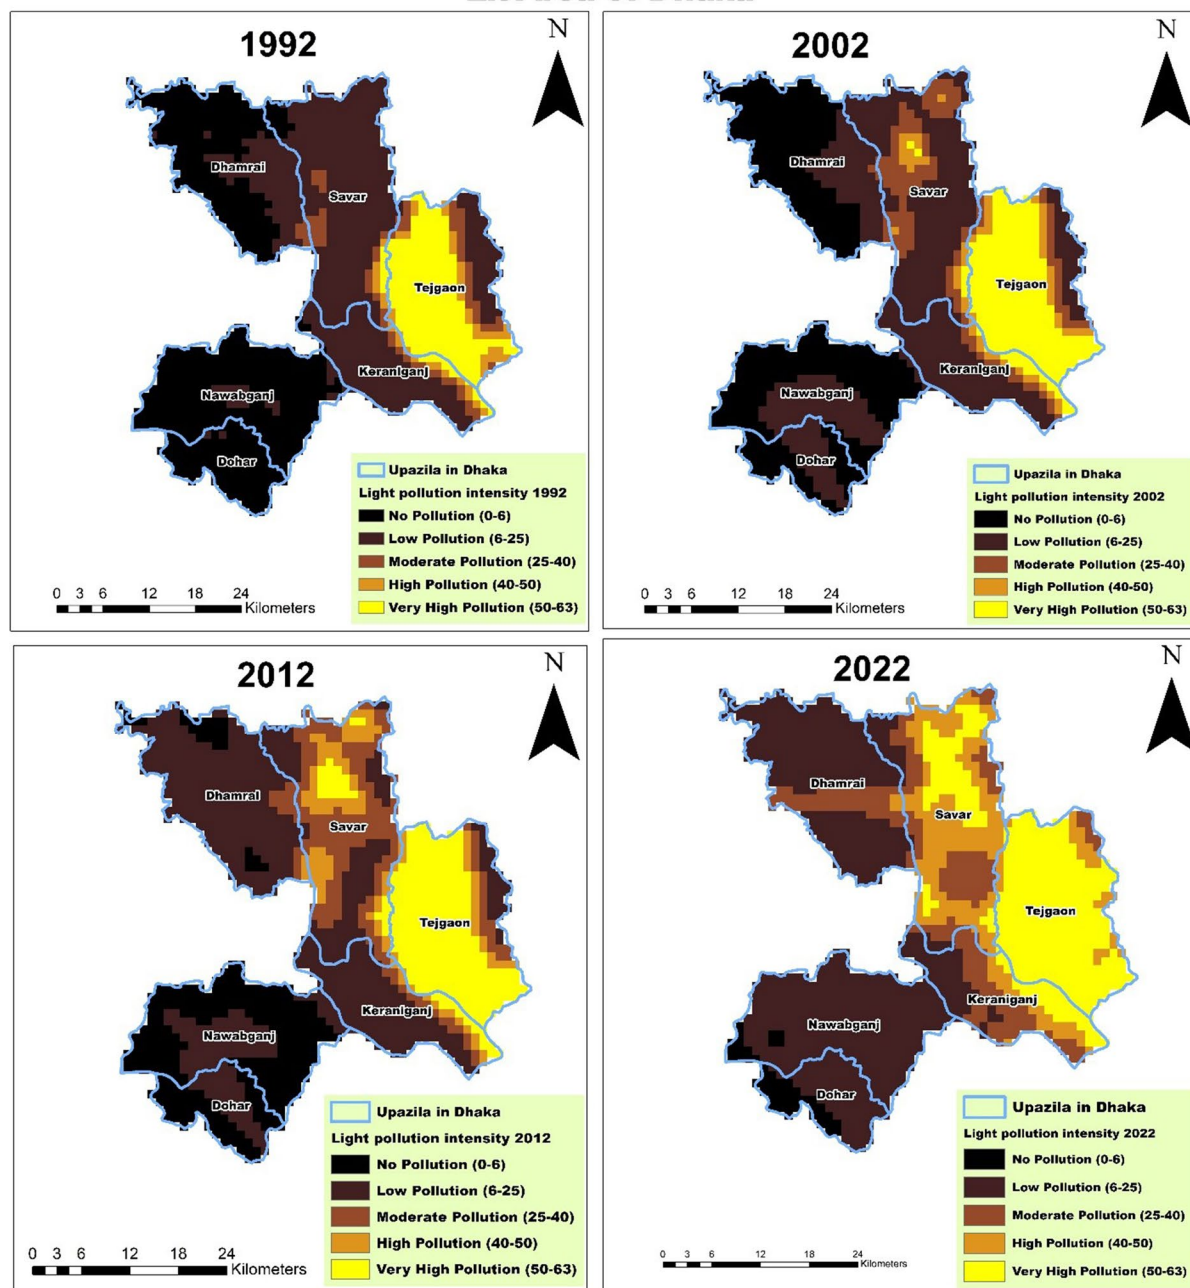 1992
N
Dhamrai
Savar
Tejgaon
Keraniganj
Nawabganj
Dohar
Upazila in Dhaka
Light pollution intensity 1992
No Pollution (0-6)
Low Pollution (6-25)
Moderate Pollution (25-40)
High Pollution (40-50)
Very High Pollution (50-63)
0 3 6 12 18 24
Kilometers
2002
N
Dhamrai
Savar
Tejgaon
Keraniganj
Nawabganj
Dohar
Upazila in Dhaka
Light pollution intensity 2002
No Pollution (0-6)
Low Pollution (6-25)
Moderate Pollution (25-40)
High Pollution (40-50)
Very High Pollution (50-63)
0 3 6 12 18 24
Kilometers
2012
N
Dhamrai
Savar
Tejgaon
Keraniganj
Nawabganj
Dohar
Upazila in Dhaka
Light pollution intensity 2012
No Pollution (0-6)
Low Pollution (6-25)
Moderate Pollution (25-40)
High Pollution (40-50)
Very High Pollution (50-63)
0 3 6 12 18 24
Kilometers
2022
N
Dhamrai
Savar
Tejgaon
Keraniganj
Nawabganj
Dohar
Upazila in Dhaka
Light pollution intensity 2022
No Pollution (0-6)
Low Pollution (6-25)
Moderate Pollution (25-40)
High Pollution (40-50)
Very High Pollution (50-63)
0 3 6 12 18 24
Kilometers